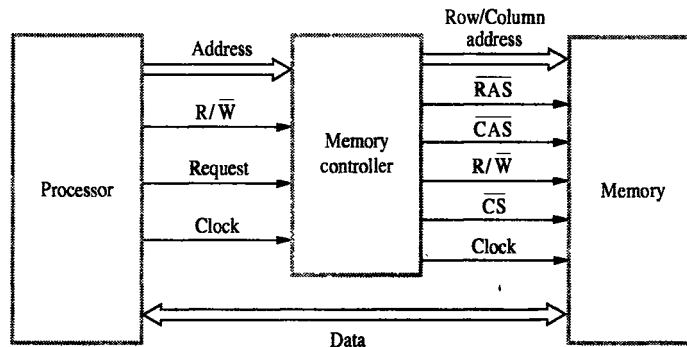 Row/Column
address
Address
RAS
R/W̅
CAS
Memory
controller
R/W̅
Processor
Request
Memory
CS
Clock
Clock
Data